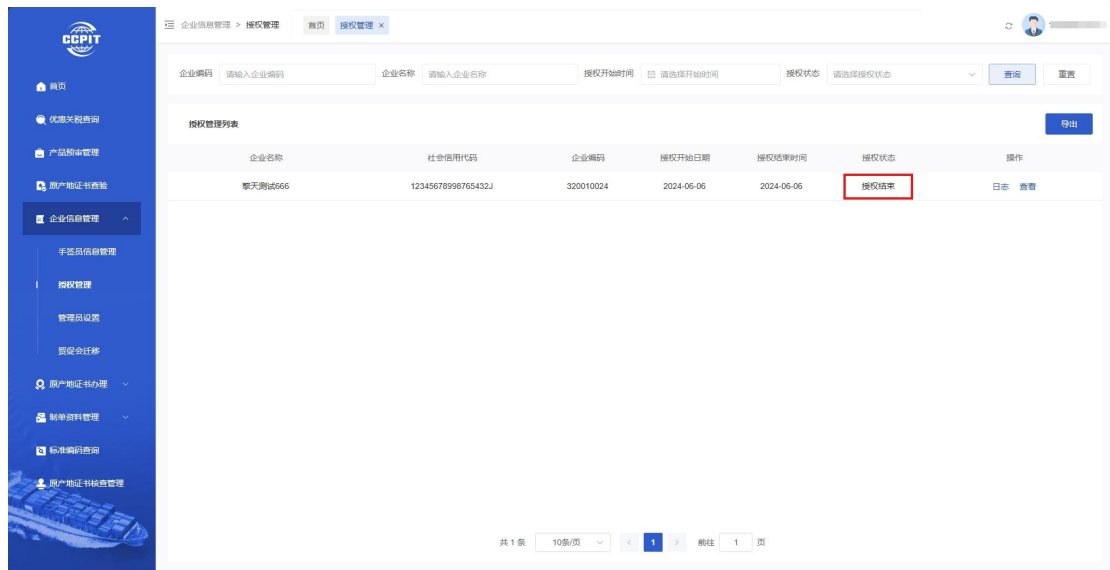 CCPIT
首页
优惠关税查询
产品预审管理
原产地证书查验
企业信息管理
手签员信息管理
授权管理
管理员设置
贸促会迁移
原产地证书办理
制单资料管理
标准编码查询
原产地证书核查管理
企业信息管理 > 授权管理 首页 授权管理 ×
企业编码 请输入企业编码 企业名称 请输入企业名称 授权开始时间 请选择开始时间 授权状态 请选择授权状态 查询 重置
授权管理列表 导出
企业名称 社会信用代码 企业编码 授权开始日期 授权结束时间 授权状态 操作
擎天测试666 12345678998765432J 320010024 2024-06-06 2024-06-06 授权结束 日志 查看
共 1 条 10条/页 < 1 > 前往 1 页